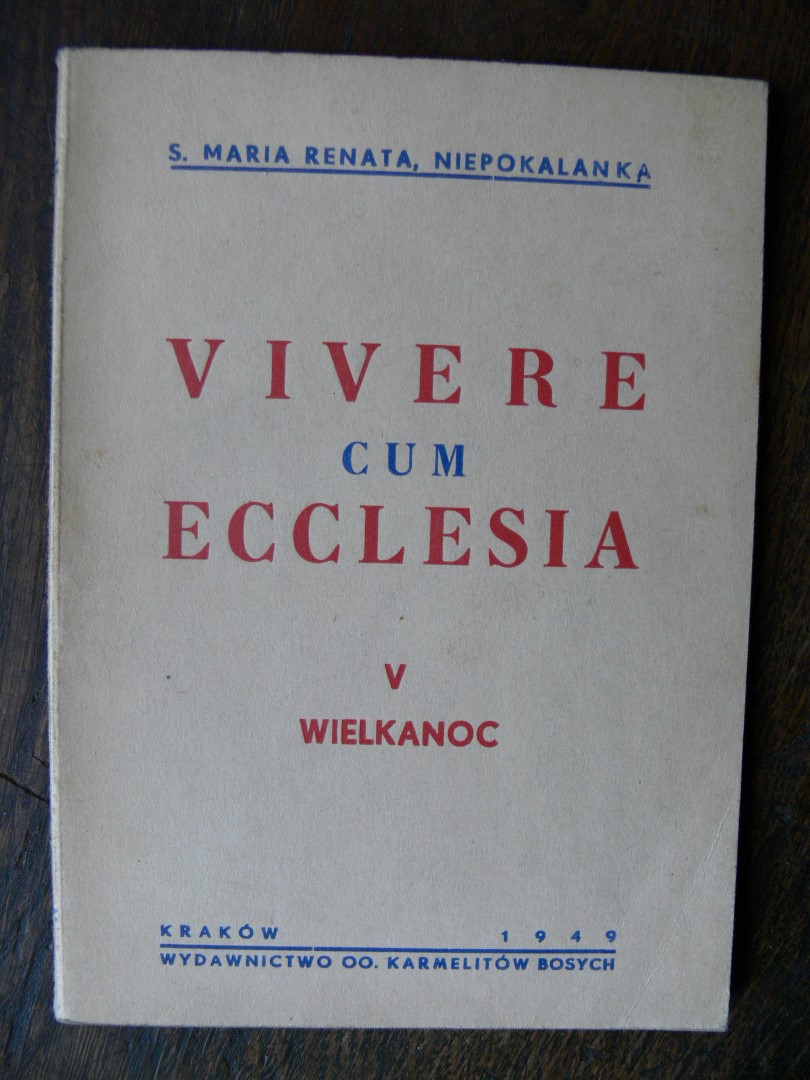 S. MARIA RENATA, NIEPOKALANKA
VIVERE
CUM
ECCLESIA
V
WIELKANOC
KRAKÓW 1949
WYDAWNICTWO OO. KARMELITÓW BOSYCH